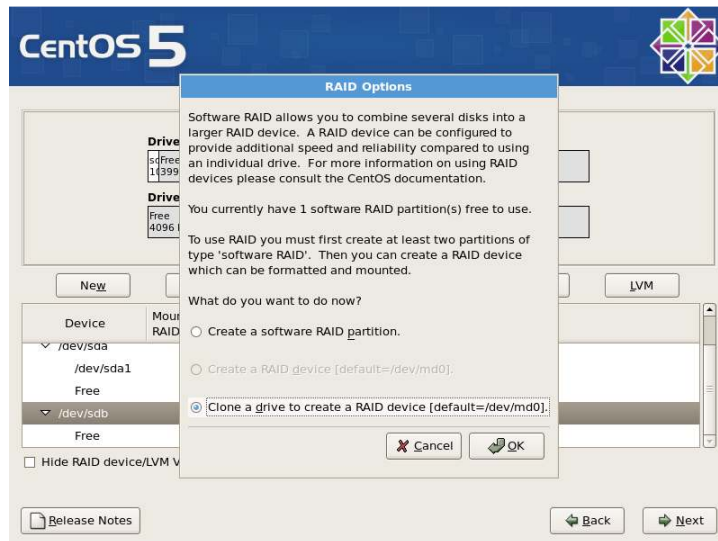 CentOS 5
RAID Options
Software RAID allows you to combine several disks into a
larger RAID device. A RAID device can be configured to
provide additional speed and reliability compared to using
an individual drive. For more information on using RAID
devices please consult the CentOS documentation.
You currently have 1 software RAID partition(s) free to use.
To use RAID you must first create at least two partitions of
type 'software RAID'. Then you can create a RAID device
which can be formatted and mounted.
What do you want to do now?
Create a software RAID partition.
Create a RAID device [default=/dev/md0].
Clone a drive to create a RAID device [default=/dev/md0].
Cancel
OK
Drive
Free
399
Drive
Free
4096
New
LVM
Device
Mour
RAID
/dev/sda
/dev/sda1
Free
/dev/sdb
Free
Hide RAID device/LVM V
Release Notes
Back
Next